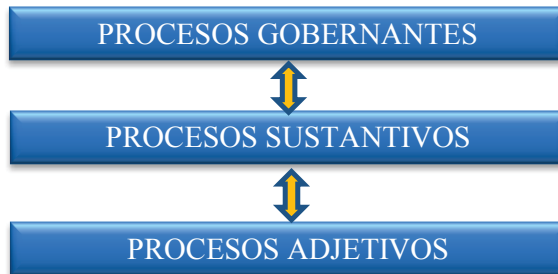 PROCESOS GOBERNANTES
PROCESOS SUSTANTIVOS
PROCESOS ADJETIVOS